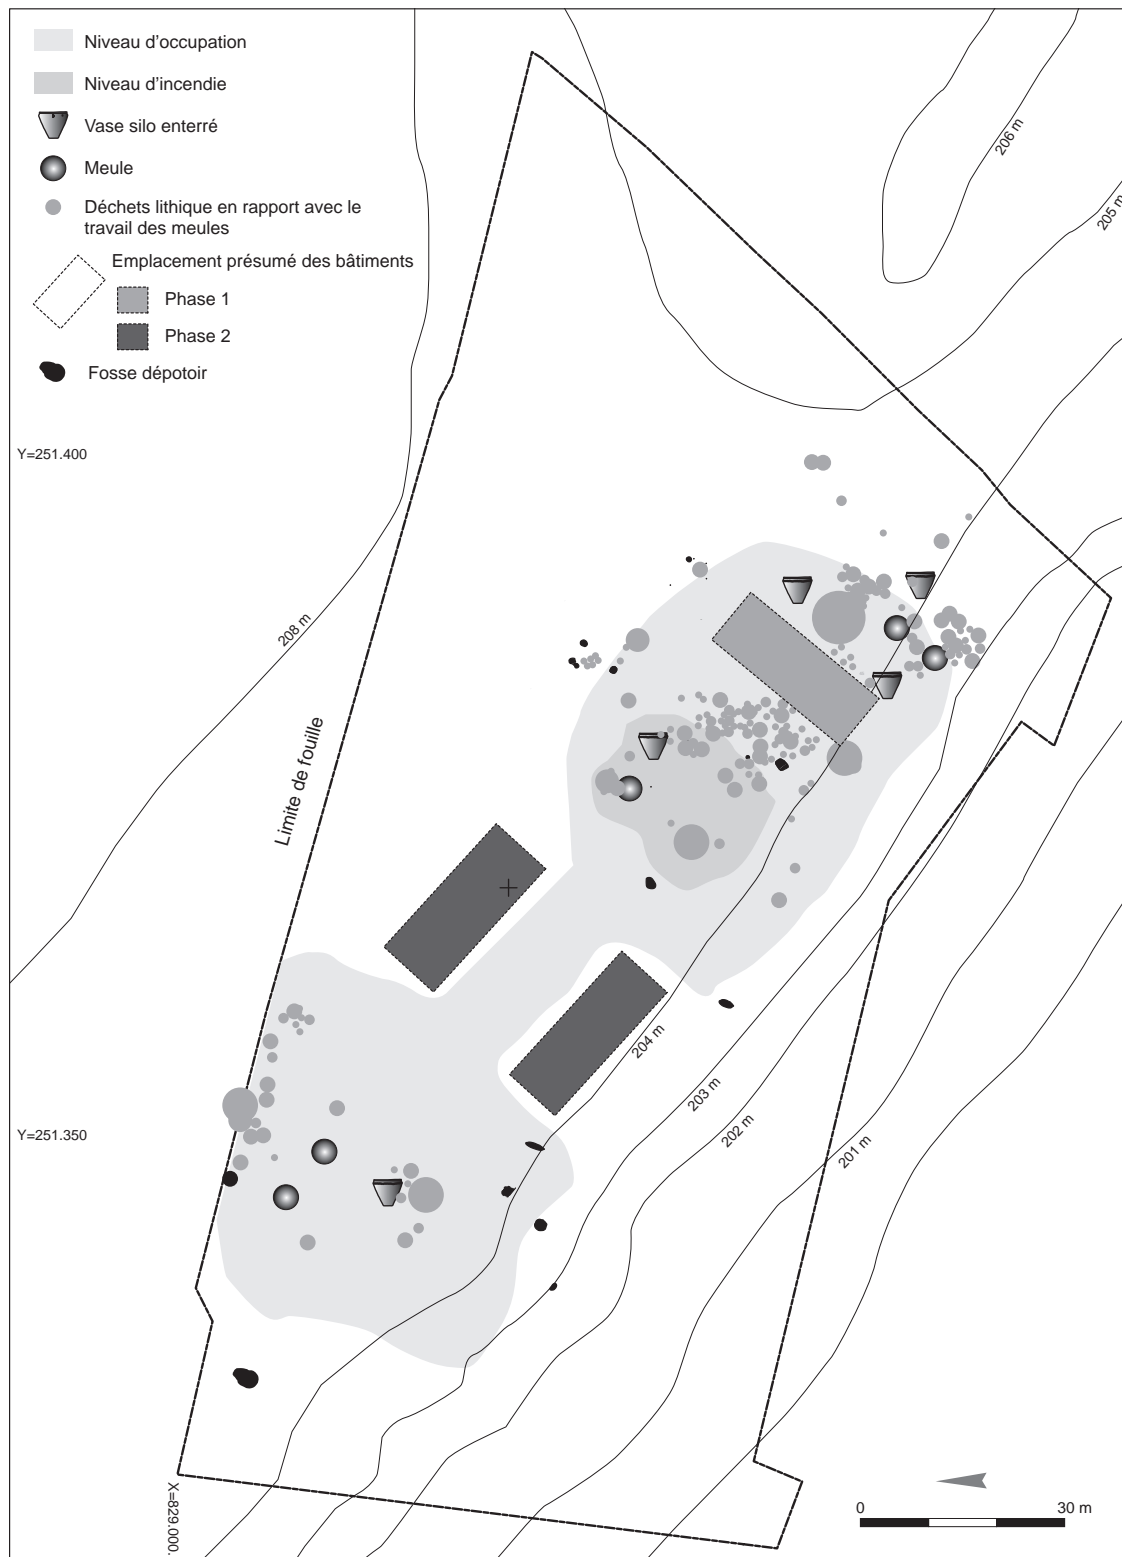 Niveau d'occupation
Niveau d'incendie
Vase silo enterré
Meule
Déchets lithique en rapport avec le
travail des meules
Emplacement présumé des bâtiments
Phase 1
Phase 2
Fosse dépotoir
206 m
205 m
Y=251.400
208 m
Limite de fouille
204 m
203 m
202 m
201 m
Y=251.350
X=829.000.
0 30 m